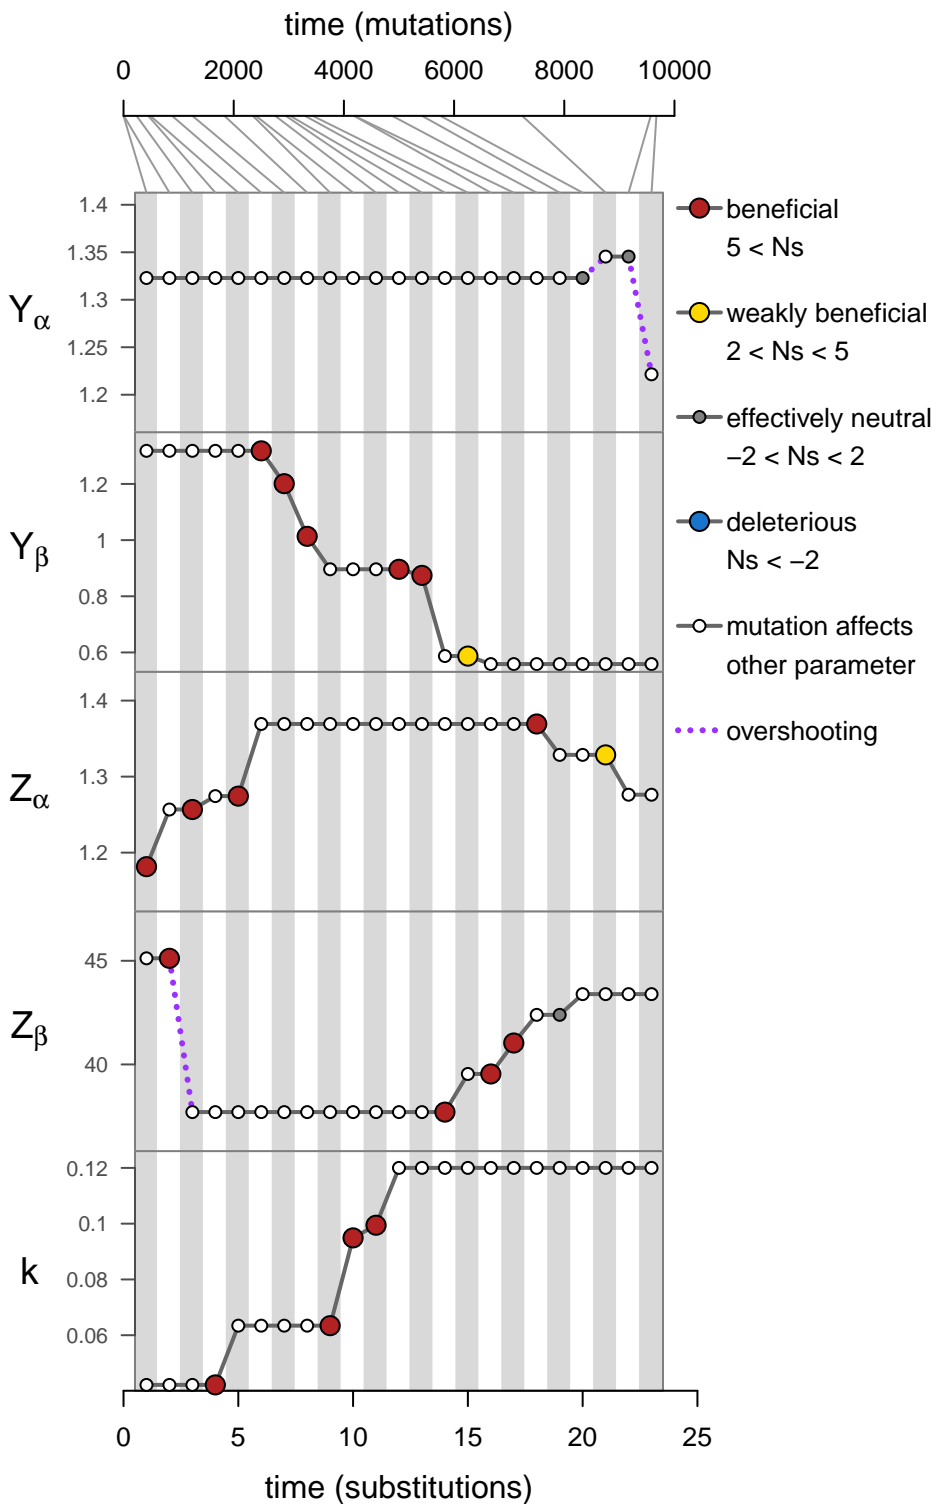 time (mutations)
0 2000 4000 6000 8000 10000
1.4
1.35
1.3
1.25
1.2
Yα
1.2
1
0.8
0.6
Yβ
1.4
1.3
1.2
Zα
45
40
Zβ
0.12
0.1
0.08
0.06
k
0 5 10 15 20 25
time (substitutions)
beneficial
5 < Ns
weakly beneficial
2 < Ns < 5
effectively neutral
−2 < Ns < 2
deleterious
Ns < −2
mutation affects
other parameter
overshooting